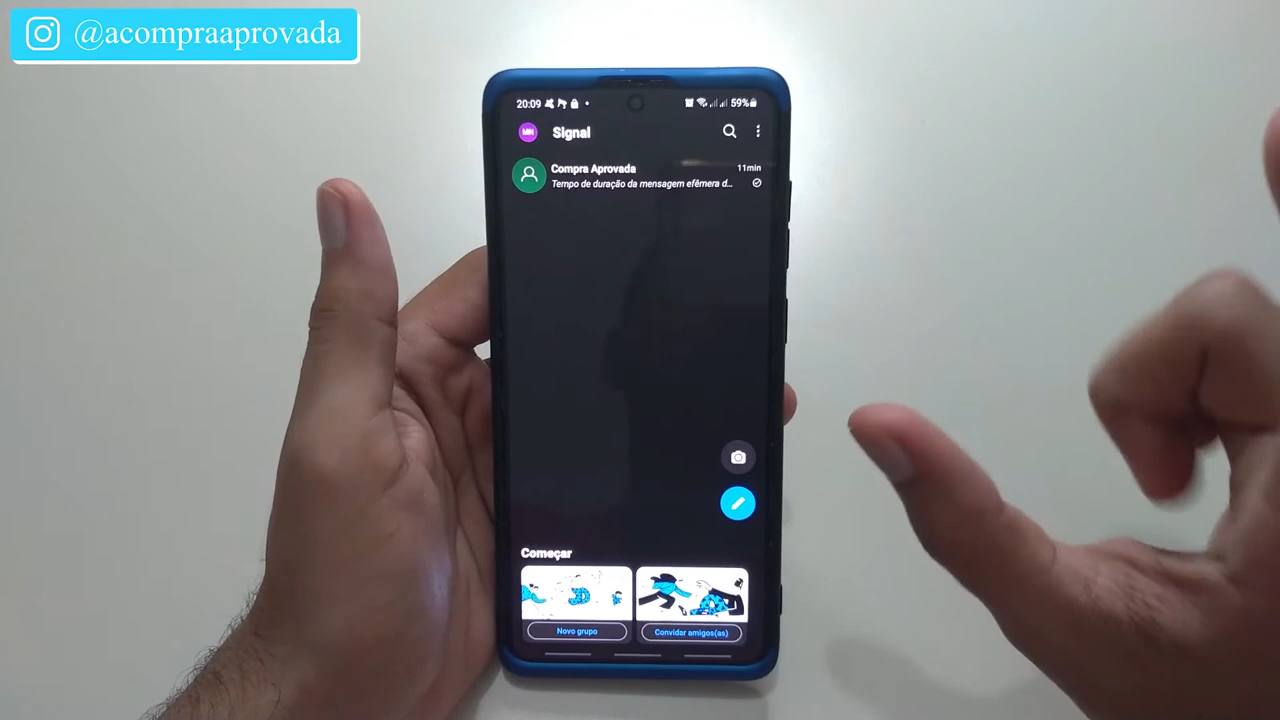 @acompraaprovada
20:09 59%
MH Signal
Compra Aprovada 11min
Tempo de duração da mensagem efêmera d...
Começar
Novo grupo Convidar amigos(as)